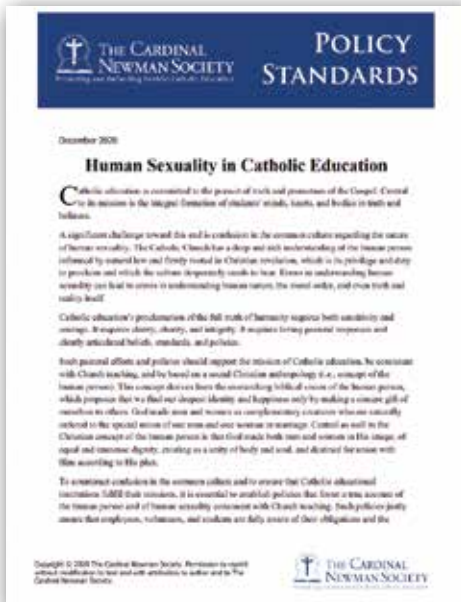 THE CARDINAL
NEWMAN SOCIETY
Promoting and Defending Faithful Catholic Education
POLICY
STANDARDS
December 2020
Human Sexuality in Catholic Education
Catholic education is committed to the pursuit of truth and promotion of the Gospel. Central
to its mission is the integral formation of students' minds, hearts, and bodies in truth and
holiness.
A significant challenge toward this end is confusion in the common culture regarding the nature
of human sexuality. The Catholic Church has a deep and rich understanding of the human person
informed by natural law and firmly rooted in Christian revelation, which is its privilege and duty
to proclaim and which the culture desperately needs to hear. Errors in understanding human
sexuality can lead to errors in understanding human nature, the moral order, and even truth and
reality itself.
Catholic education's proclamation of the full truth of humanity requires both sensitivity and
courage. It requires clarity, charity, and integrity. It requires loving pastoral responses and
clearly articulated beliefs, standards, and policies.
Such pastoral efforts and policies should support the mission of Catholic education, be consistent
with Church teaching, and be based on a sound Christian anthropology (i.e., concept of the
human person). This concept derives from the overarching biblical vision of the human person,
which proposes that we find our deepest identity and happiness only by making a sincere gift of
ourselves to others. God made man and woman as complementary creatures who are naturally
ordered to the special union of one man and one woman in marriage. Central as well to the
Christian concept of the human person is that God made both men and women in His image, of
equal and immense dignity, existing as a unity of body and soul, and destined for union with
Him according to His plan.
To counteract confusion in the common culture and to ensure that Catholic educational
institutions fulfill their missions, it is essential to establish policies that foster a true account of
the human person and of human sexuality consonant with Church teaching. Such policies justly
ensure that employees, volunteers, and students are fully aware of their obligations and the
Copyright © 2020 The Cardinal Newman Society. Permission to reprint
without modification to text and with attribution to author and to The
Cardinal Newman Society.
THE CARDINAL
NEWMAN SOCIETY